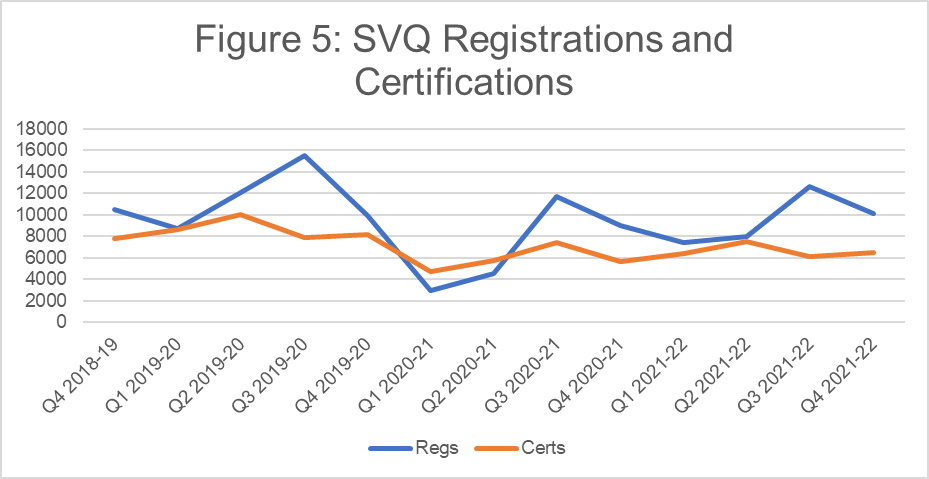 Figure 5: SVQ Registrations and
Certifications
18000
16000
14000
12000
10000
8000
6000
4000
2000
0
Q4 2018-19
Q1 2019-20
Q2 2019-20
Q3 2019-20
Q4 2019-20
Q1 2020-21
Q2 2020-21
Q3 2020-21
Q4 2020-21
Q1 2021-22
Q2 2021-22
Q3 2021-22
Q4 2021-22
Regs
Certs